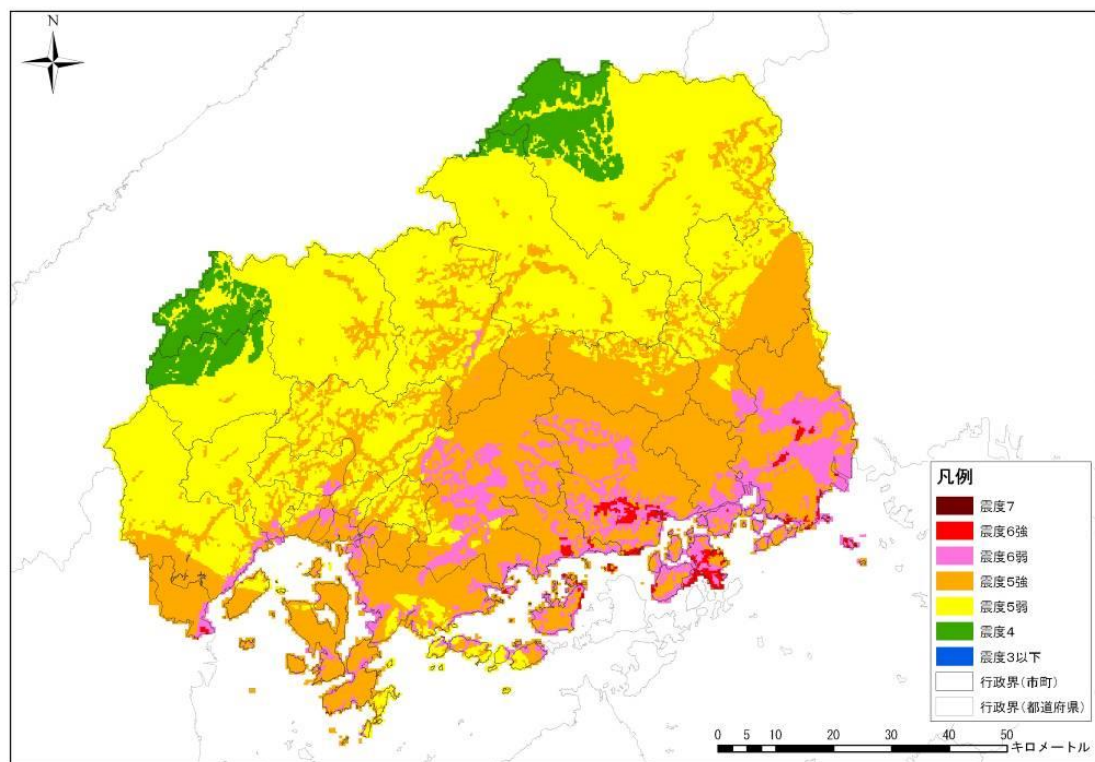 N
凡例
震度7
震度6強
震度6弱
震度5強
震度5弱
震度4
震度3以下
行政界(市町)
行政界(都道府県)
0 5 10 20 30 40 50
キロメートル